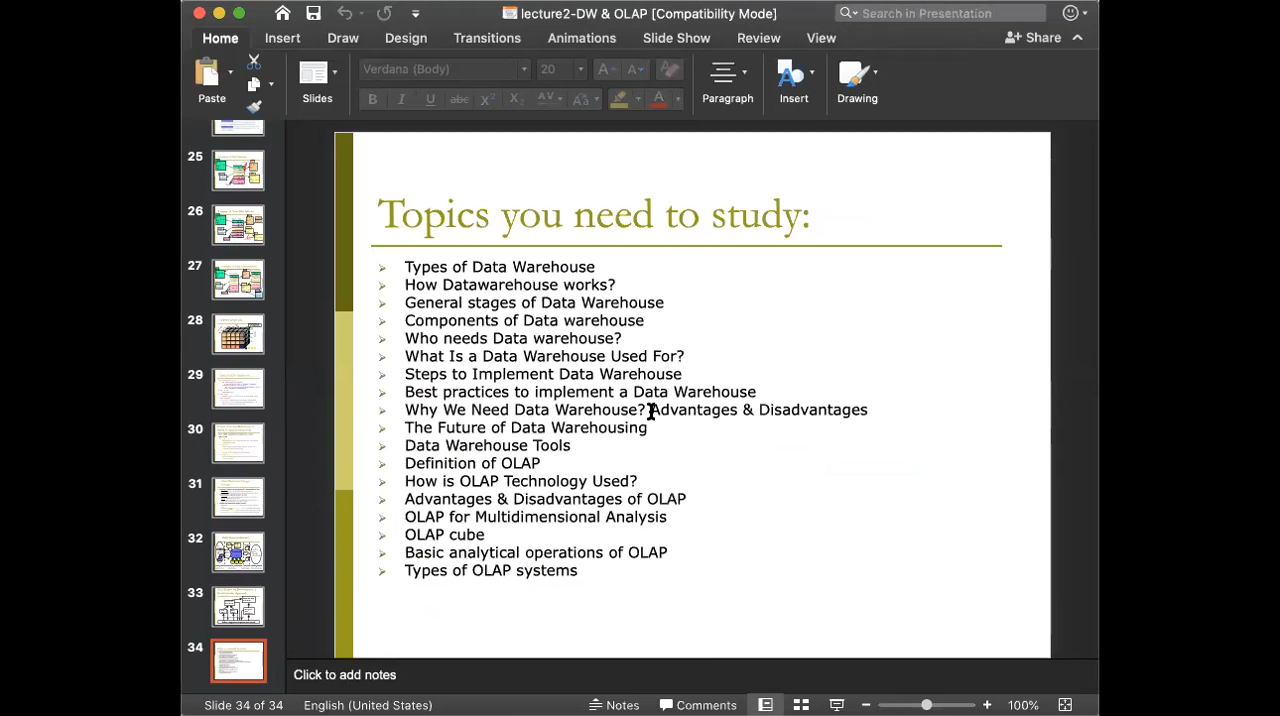 lecture2-DW & OLAP [Compatibility Mode]
Search in Presentation
Home Insert Draw Design Transitions Animations Slide Show Review View Share
Paste Slides Verdana (Body) 20 Paragraph Insert Drawing
25
26
27
28
29
30
31
32
33
34
Topics you need to study:
Types of Data Warehouse
How Datawarehouse works?
General stages of Data Warehouse
Components of Data warehouse
needs Data warehouse?
What Is a Data Warehouse Used For?
Steps to Implement Data Warehouse
practices to implement a Data Warehouse
Why We Need Data Warehouse? Advantages & Disadvantages
The Future of Data Warehousing
Data Warehouse Tools
Definition of OLAP
How is OLAP Technology Used?
Advantages Disadvantages of OLAP
OLAP for Multidimensional Analysis
OLAP cube
Basic analytical operations of OLAP
Types of OLAP systems
Click to add notes
Slide 34 of 34 English (United States) Notes Comments 100%